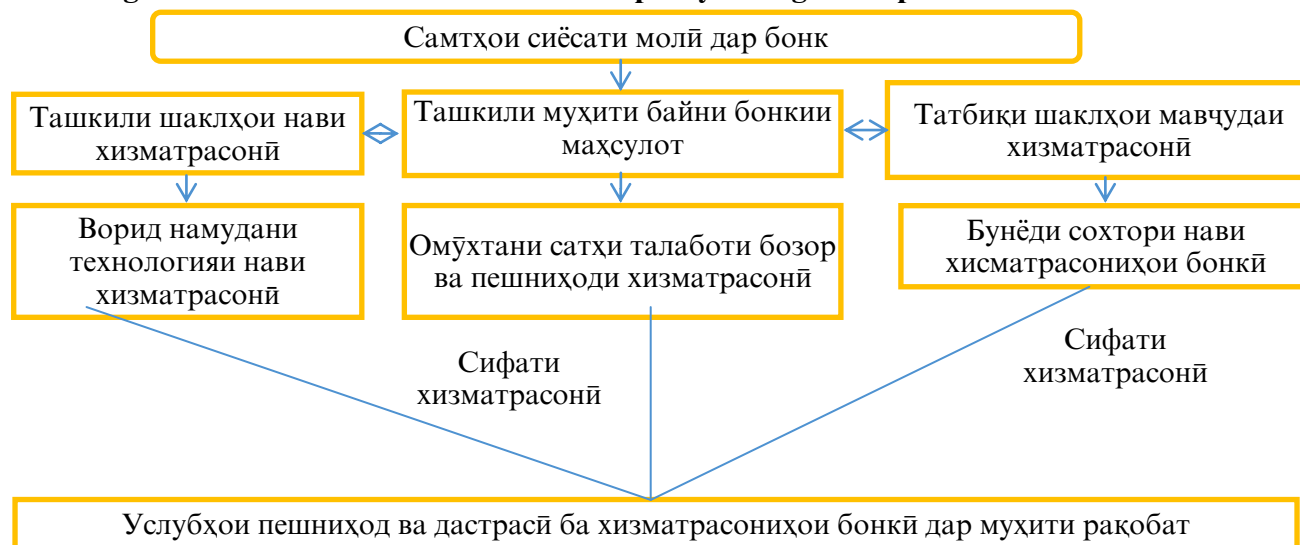 Самтҳои сиёсати молӣ дар бонк
Ташкили шаклҳои нави
хизматрасонӣ
Ташкили муҳити байни бонкии
маҳсулот
Татбиқи шаклҳои мавҷудаи
хизматрасонӣ
Ворид намудани
технологияи нави
хизматрасонӣ
Омӯхтани сатҳи талаботи бозор
ва пешниҳоди хизматрасонӣ
Бунёди сохтори нави
хисматрасониҳои бонкӣ
Сифати
хизматрасонӣ
Сифати
хизматрасонӣ
Услубҳои пешниҳод ва дастрасӣ ба хизматрасониҳои бонкӣ дар муҳити рақобат